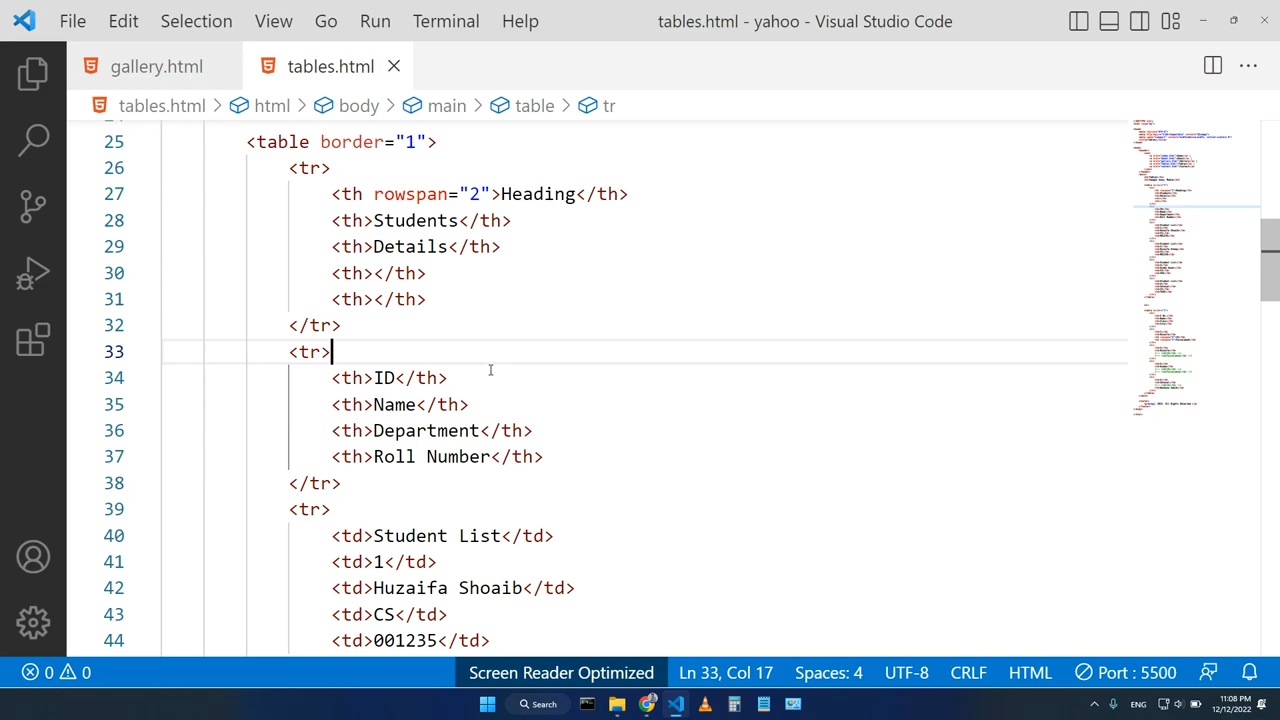 File Edit Selection View Go Run Terminal Help tables.html - yahoo - Visual Studio Code
gallery.html tables.html
tables.html > html > body > main > table > tr
25 <table border="1">
26 <tr>
27 <th rowspan="2">Heading</th>
28 <th>Students</th>
29 <th>Details</th>
30 <th></th>
31 <th></th>
32 </tr>
33 <tr>
34 <th>ID</th>
35 <th>Name</th>
36 <th>Department</th>
37 <th>Roll Number</th>
38 </tr>
39 <tr>
40 <td>Student List</td>
41 <td>1</td>
42 <td>Huzaifa Shoaib</td>
43 <td>CS</td>
44 <td>001235</td>
0 0 Screen Reader Optimized Ln 33, Col 17 Spaces: 4 UTF-8 CRLF HTML Port : 5500
Search ENG 11:08 PM
12/12/2022